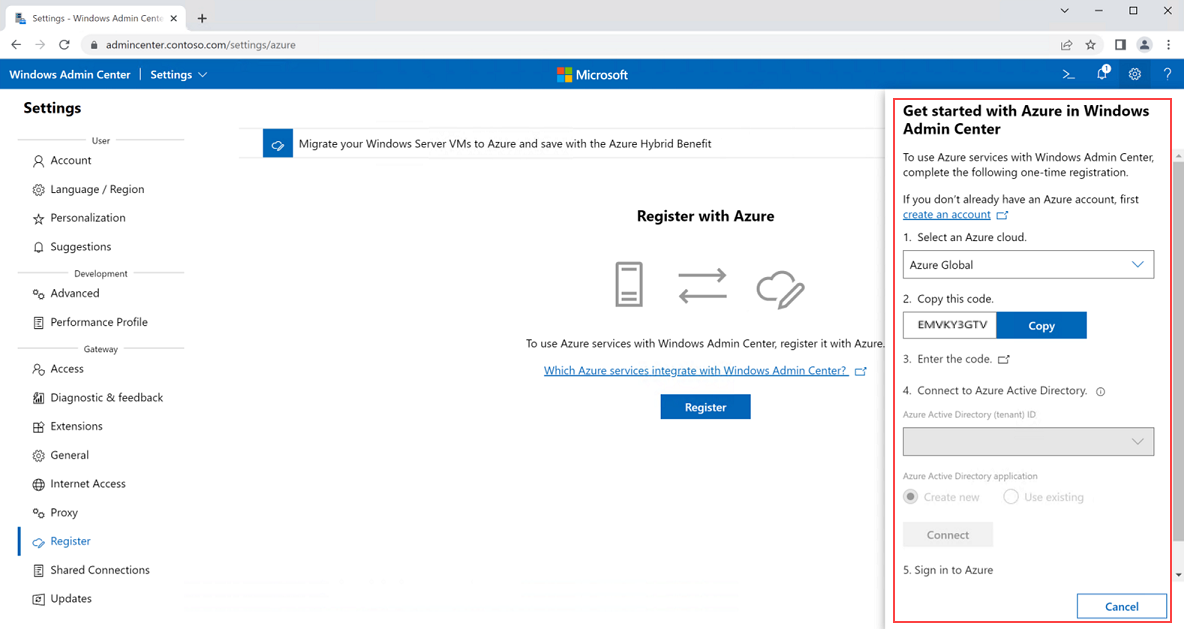 Settings - Windows Admin Cente
admincenter.contoso.com/settings/azure
Windows Admin Center
Settings
Microsoft
1
Settings
User
Account
Language / Region
Personalization
Suggestions
Development
Advanced
Performance Profile
Gateway
Access
Diagnostic & feedback
Extensions
General
Internet Access
Proxy
Register
Shared Connections
Updates
Migrate your Windows Server VMs to Azure and save with the Azure Hybrid Benefit
Register with Azure
To use Azure services with Windows Admin Center, register it with Azure.
Which Azure services integrate with Windows Admin Center?
Register
Get started with Azure in Windows
Admin Center
To use Azure services with Windows Admin Center,
complete the following one-time registration.
If you don't already have an Azure account, first
create an account
1. Select an Azure cloud.
Azure Global
2. Copy this code.
EMVKY3GTV
Copy
3. Enter the code.
4. Connect to Azure Active Directory.
Azure Active Directory (tenant) ID
Azure Active Directory application
Create new
Use existing
Connect
5. Sign in to Azure
Cancel